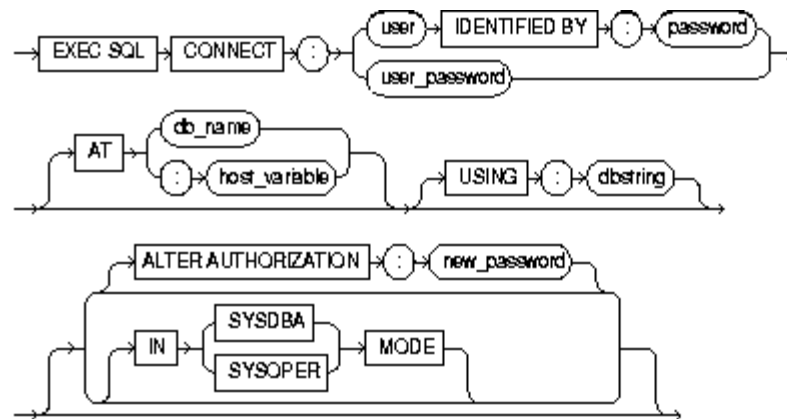 EXEC SQL CONNECT : user IDENTIFIED BY : password
user_password
AT db_name
: host_variable USING : dbstring
ALTER AUTHORIZATION : new_password
IN SYSDBA MODE
SYSOPER